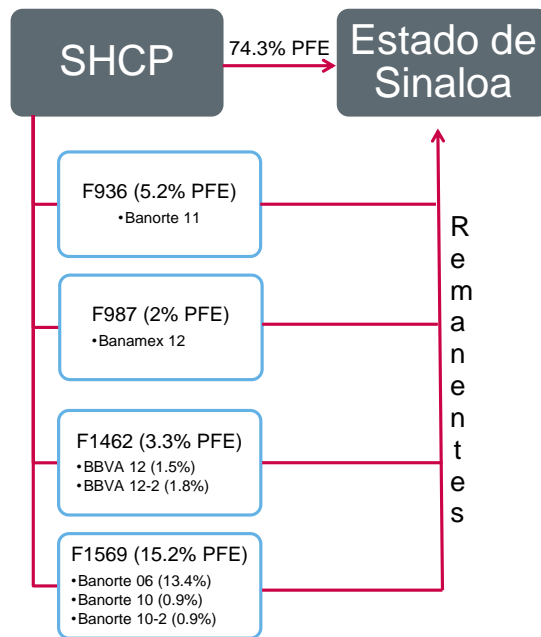 SHCP
74.3% PFE
Estado de
Sinaloa
F936 (5.2% PFE)
•Banorte 11
F987 (2% PFE)
•Banamex 12
F1462 (3.3% PFE)
•BBVA 12 (1.5%)
•BBVA 12-2 (1.8%)
F1569 (15.2% PFE)
•Banorte 06 (13.4%)
•Banorte 10 (0.9%)
•Banorte 10-2 (0.9%)
Remanentes